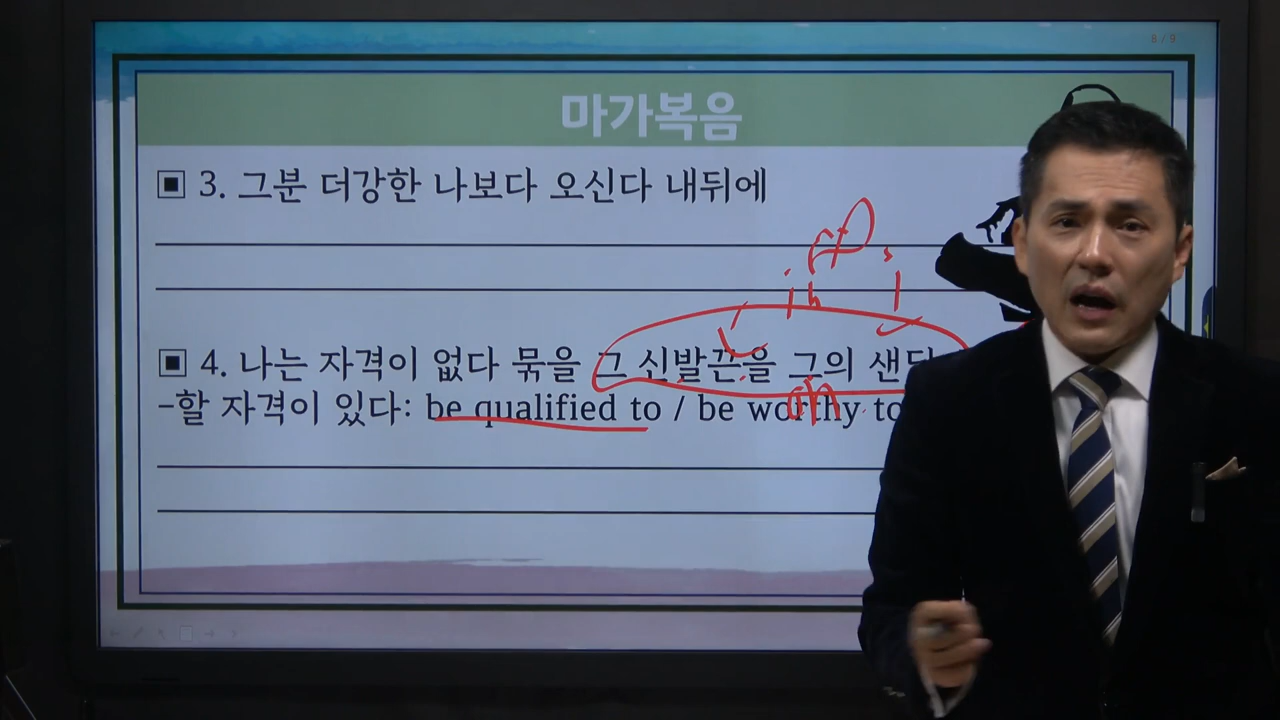 8 / 9
마가복음
▣ 3. 그분 더강한 나보다 오신다 내뒤에
▣ 4. 나는 자격이 없다 묶을 그 신발끈을 그의 샌들
-할 자격이 있다: be qualified to / be worthy to